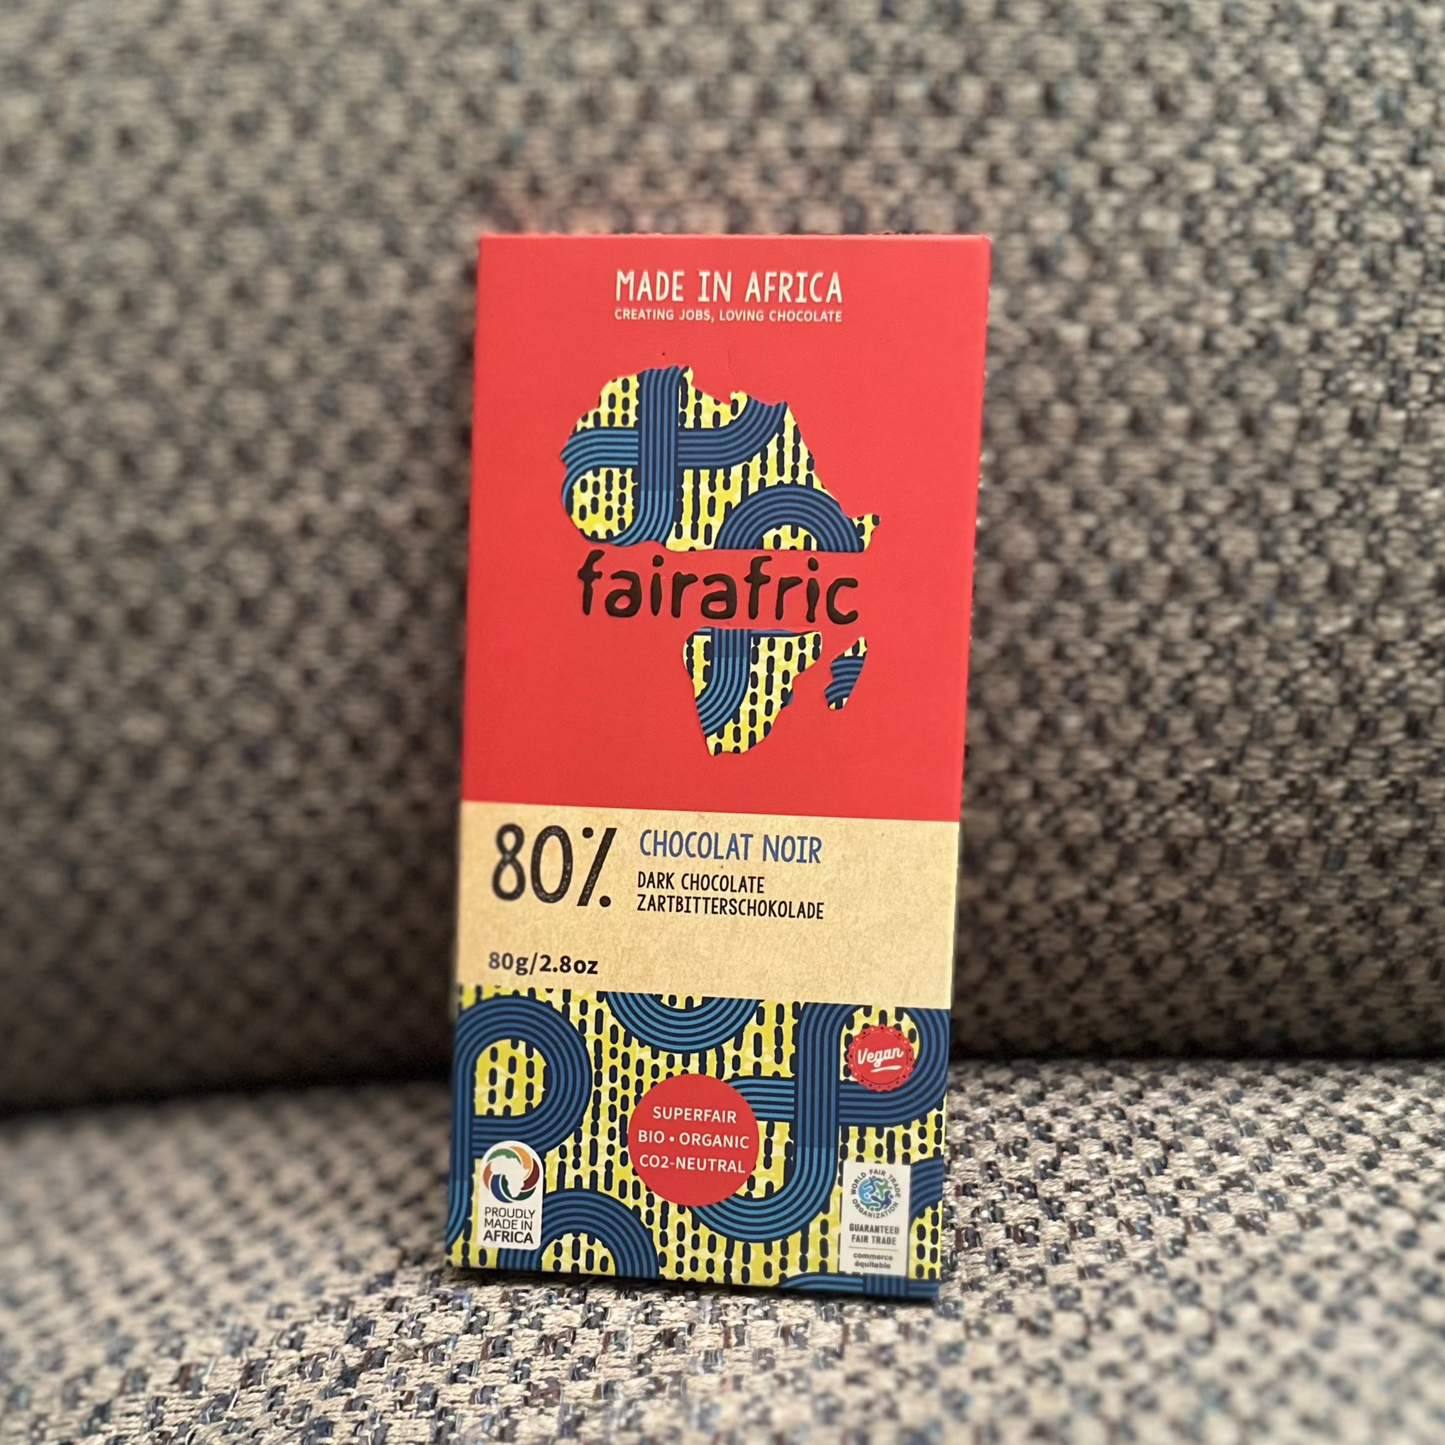 MADE IN AFRICA
CREATING JOBS, LOVING CHOCOLATE
fairafric
80%
CHOCOLAT NOIR
DARK CHOCOLATE
ZARTBITTERSCHOKOLADE
80g/2.8oz
Vegan
SUPERFAIR
BIO • ORGANIC
CO2-NEUTRAL
PROUDLY
MADE IN
AFRICA
WORLD FAIR TRADE ORGANIZATION
GUARANTEED
FAIR TRADE
commerce
équitable